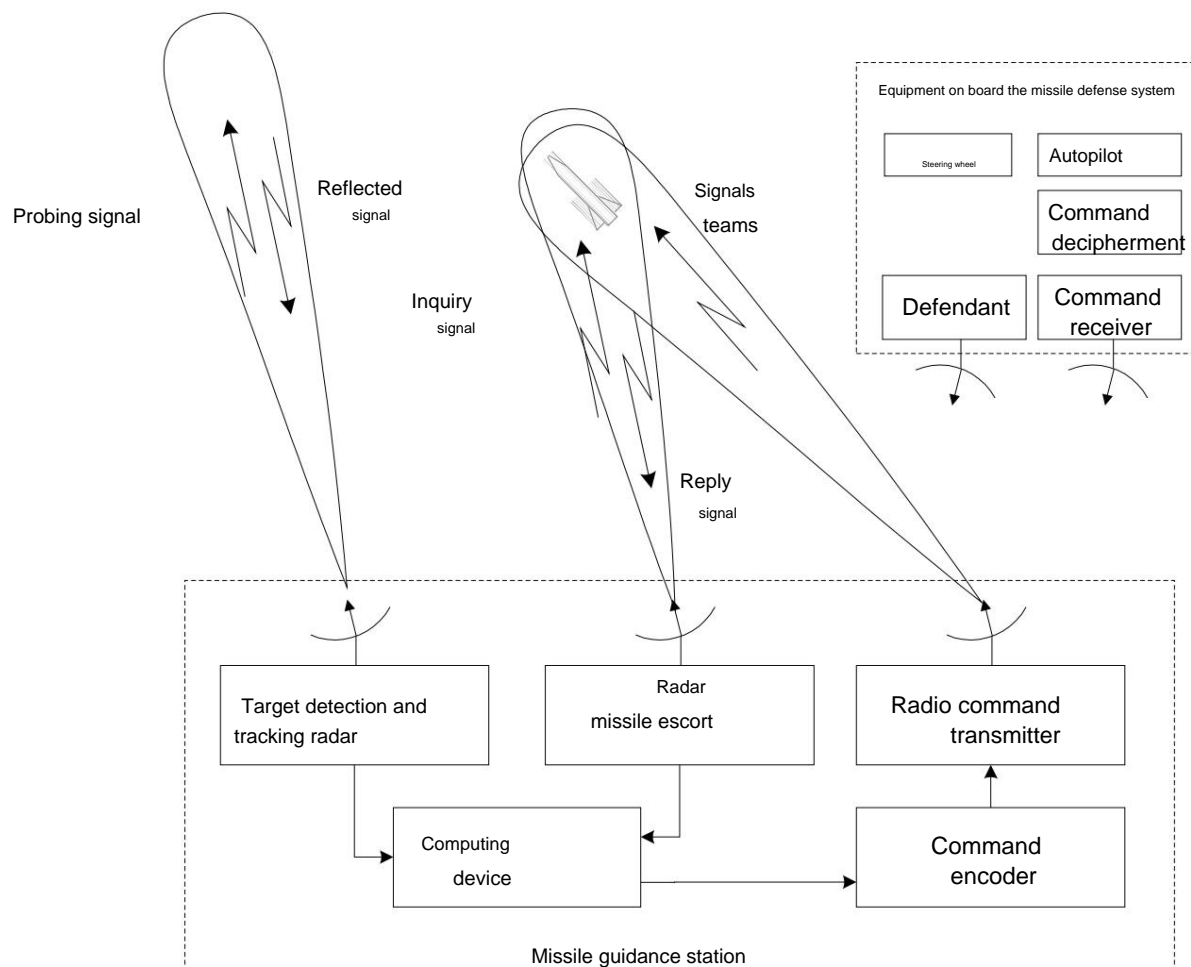 Equipment on board the missile defense system
Steering wheel
Autopilot
Command
decipherment
Defendant
Command
receiver
Probing signal
Reflected
signal
Inquiry
signal
Signals
teams
Reply
signal
Target detection and
tracking radar
Radar
missile escort
Radio command
transmitter
Computing
device
Command
encoder
Missile guidance station